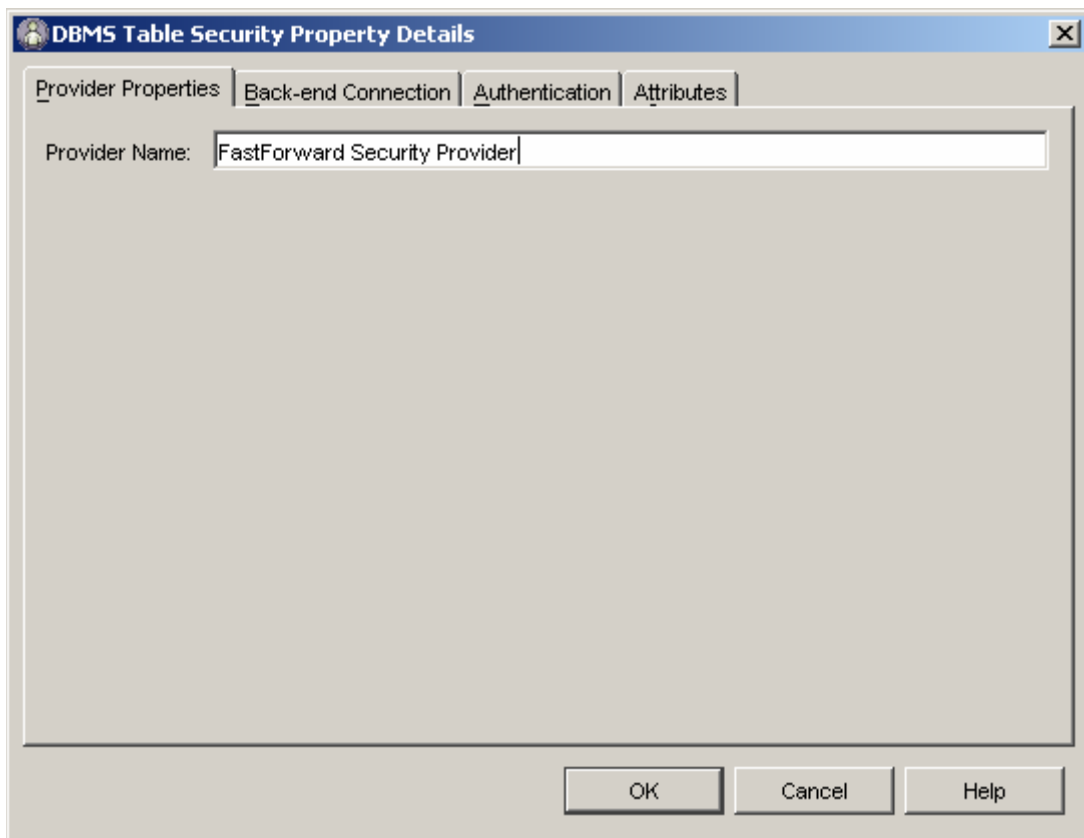 DBMS Table Security Property Details
Provider Properties Back-end Connection Authentication Attributes
Provider Name: FastForward Security Provider
OK Cancel Help